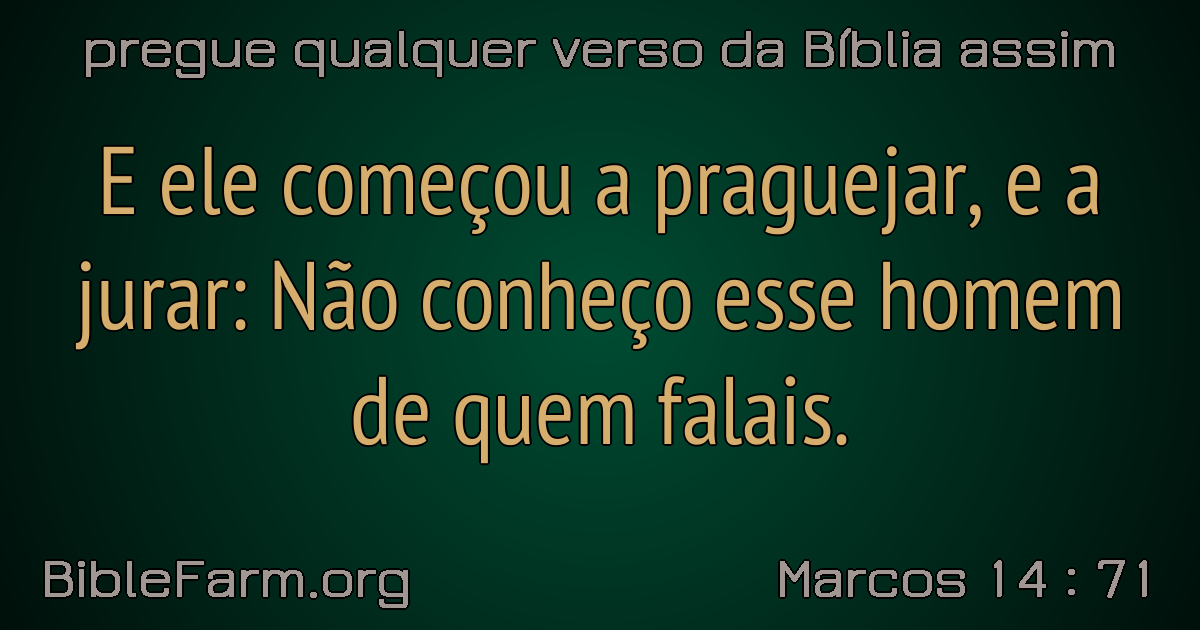 pregue qualquer verso da Bíblia assim
E ele começou a praguejar, e a
jurar: Não conheço esse homem
de quem falais.
BibleFarm.org
Marcos 14 : 71